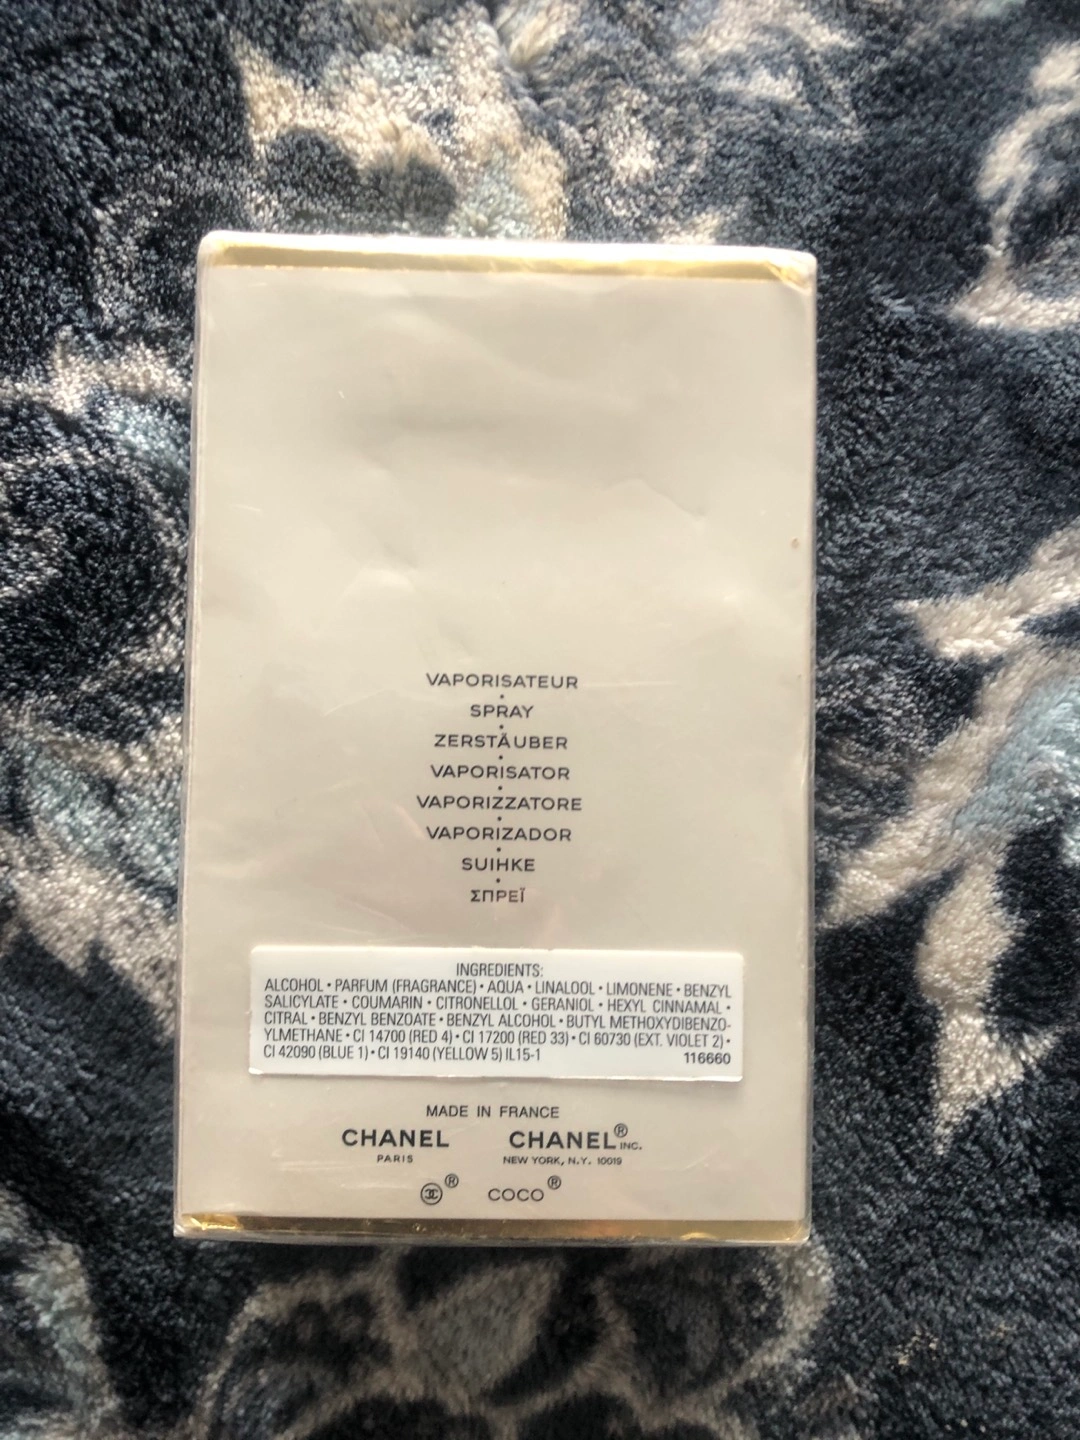 VAPORISATEUR
•
SPRAY
•
ZERSTÄUBER
•
VAPORISATOR
•
VAPORIZZATORE
•
VAPORIZADOR
•
SUIHKE
•
ΣΠΡΕΪ
INGREDIENTS:
ALCOHOL • PARFUM (FRAGRANCE) • AQUA • LINALOOL • LIMONENE • BENZYL
SALICYLATE • COUMARIN • CITRONELLOL • GERANIOL • HEXYL CINNAMAL •
CITRAL • BENZYL BENZOATE • BENZYL ALCOHOL • BUTYL METHOXYDIBENZO-
YLMETHANE • CI 14700 (RED 4) • CI 17200 (RED 33) • CI 60730 (EXT. VIOLET 2) •
CI 42090 (BLUE 1) • CI 19140 (YELLOW 5) IL15-1 116660
MADE IN FRANCE
CHANEL CHANEL® INC.
PARIS NEW YORK, N.Y. 10019
® COCO®